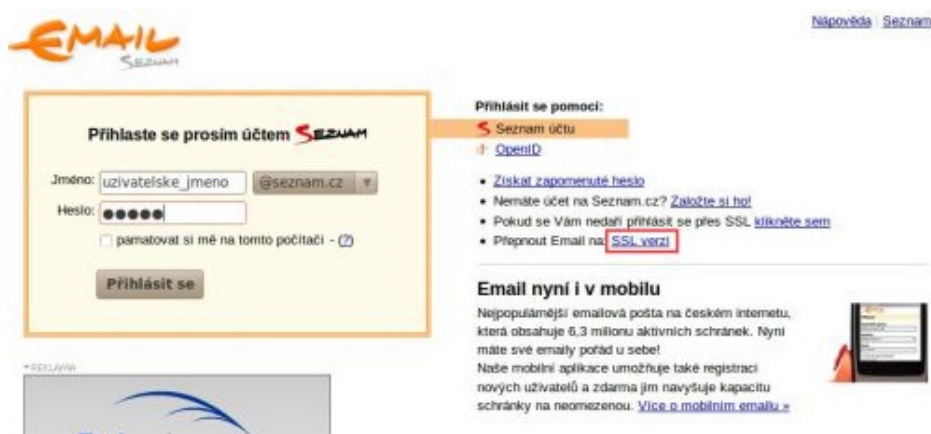 EMAIL
SEZNAM
Nápověda Seznam
Přihlaste se prosím účtem SEZNAM
Jméno: uzivatelske_jmeno @seznam.cz
Heslo: ●●●●●
pamatovat si mě na tomto počítači - (?)
Přihlásit se
REKLAMA
Přihlásit se pomocí:
Seznam účtu
OpenID
• Získat zapomenuté heslo
• Nemáte účet na Seznam.cz? Založte si ho!
• Pokud se Vám nedaří přihlásit se přes SSL klikněte sem
• Přepnout Email na SSL verzi
Email nyní i v mobilu
Nejpopulárnější emailová pošta na českém internetu,
která obsahuje 6,3 milionu aktivních schránek. Nyní
máte své emaily pořád u sebe!
Naše mobilní aplikace umožňuje také registraci
nových uživatelů a zdarma jim navyšuje kapacitu
schránky na neomezenou. Více o mobilním emailu »